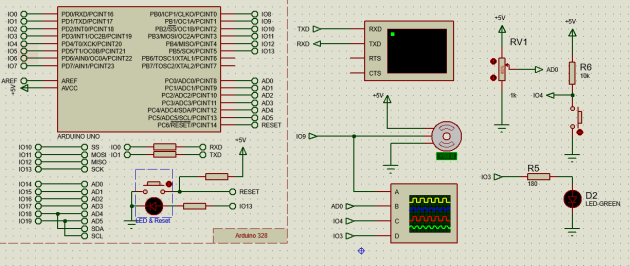 IO0 PD0/RXD/PCINT16 PB0/ICP1/CLKO/PCINT0 IO8
IO1 PD1/TXD/PCINT17 PB1/OC1A/PCINT1 IO9
IO2 PD2/INT0/PCINT18 PB2/SS/OC1B/PCINT2 IO10
IO3 PD3/INT1/OC2B/PCINT19 PB3/MOSI/OC2A/PCINT3 IO11
IO4 PD4/T0/XCK/PCINT20 PB4/MISO/PCINT4 IO12
IO5 PD5/T1/OC0B/PCINT21 PB5/SCK/PCINT5 IO13
IO6 PD6/AIN0/OC0A/PCINT22 PB6/TOSC1/XTAL1/PCINT6
IO7 PD7/AIN1/PCINT23 PB7/TOSC2/XTAL2/PCINT7
AREF AREF PC0/ADC0/PCINT8 AD0
+5V AVCC PC1/ADC1/PCINT9 AD1
PC2/ADC2/PCINT10 AD2
PC3/ADC3/PCINT11 AD3
PC4/ADC4/SDA/PCINT12 AD4
PC5/ADC5/SCL/PCINT13 AD5
PC6/RESET/PCINT14 RESET
ARDUINO UNO
IO10 SS IO0 RXD
IO11 MOSI IO1 TXD
IO12 MISO
IO13 SCK
+5V
IO14 AD0
IO15 AD1
IO16 AD2
IO17 AD3
IO18 AD4
IO19 AD5
SDA
SCL
RESET
IO13
LED & Reset
Arduino 328
TXD RXD
RXD TXD
RTS
CTS
+5V
IO9
A
AD0 B
IO4 C
IO3 D
+5V
RV1
AD0
1k
+5V
R6
10k
IO4
IO3
R5
180
D2
LED-GREEN